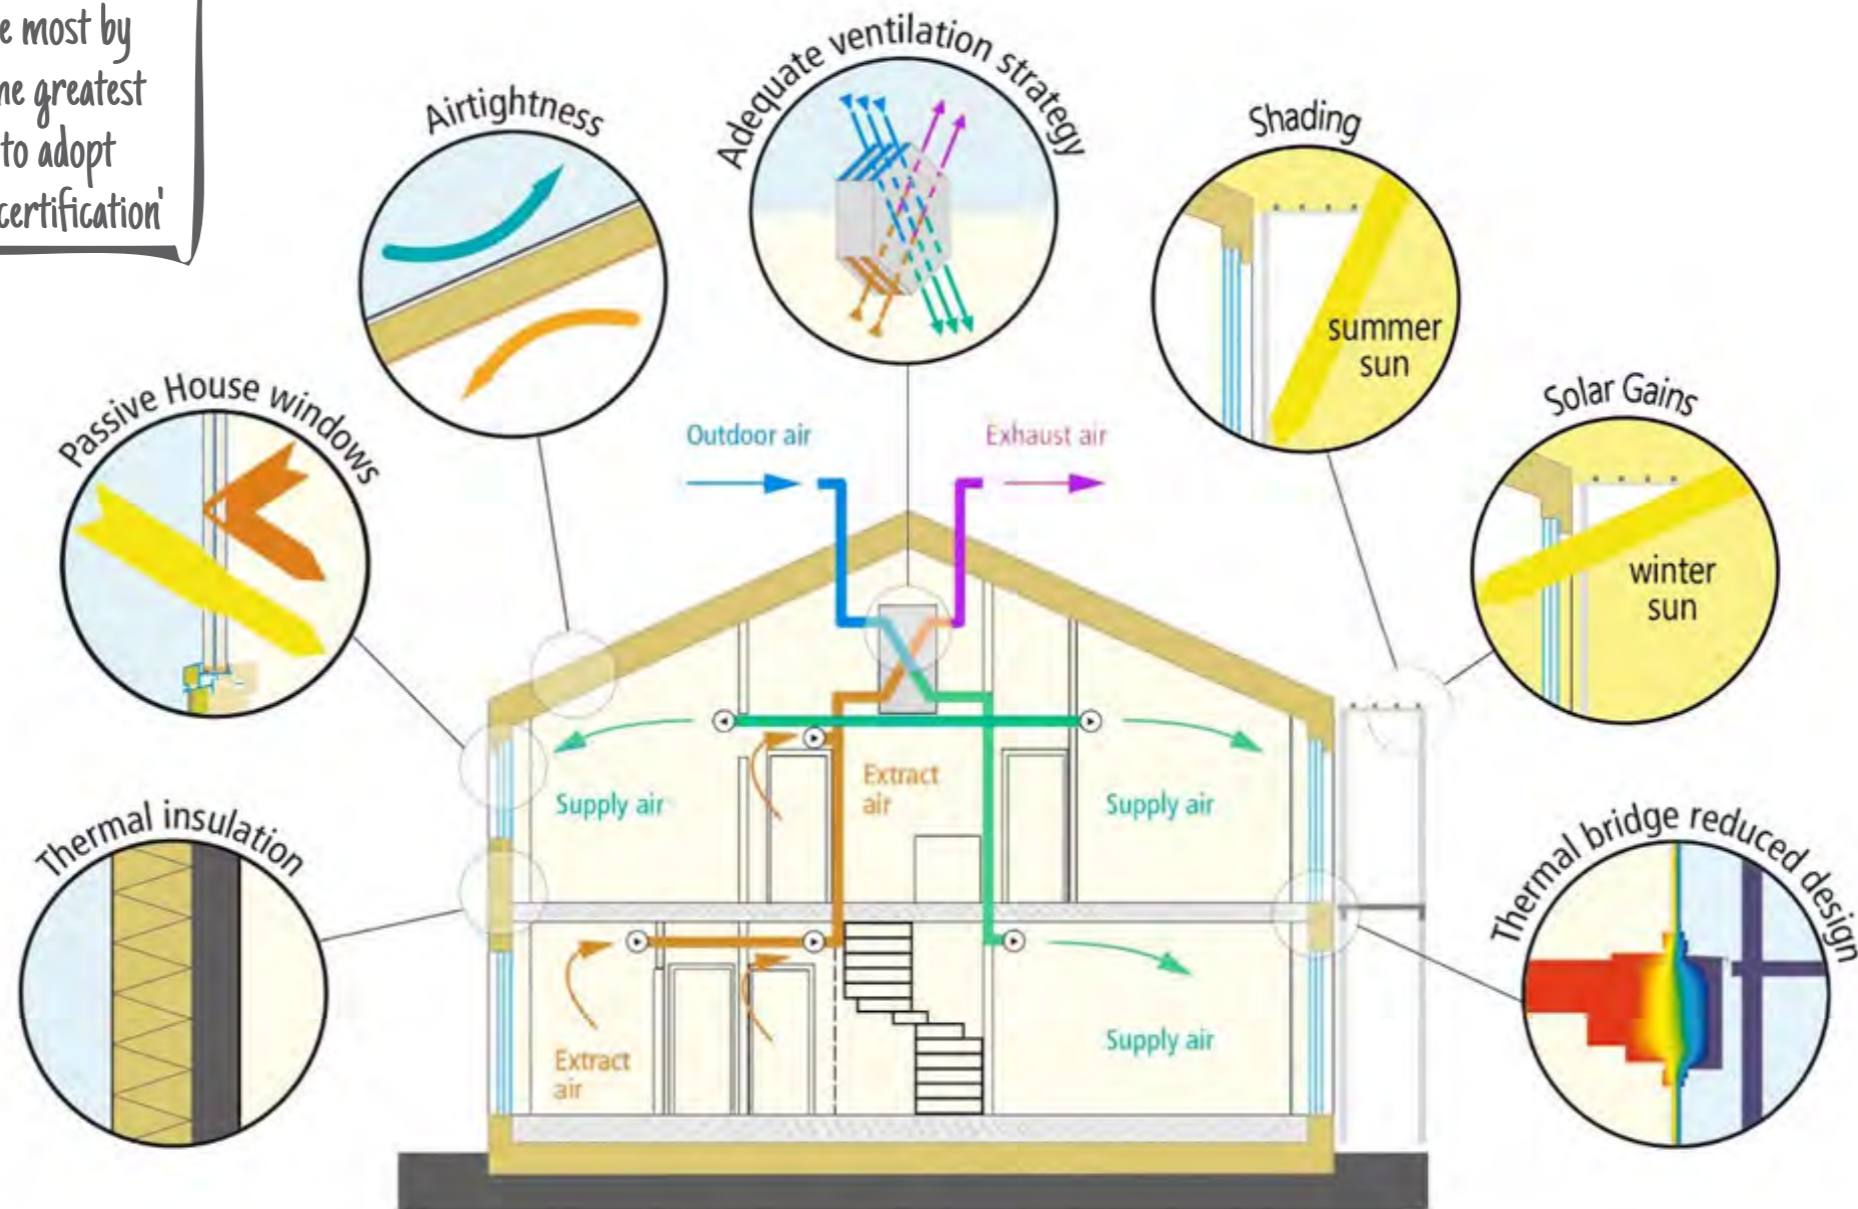 most by
greatest
to adopt
certification'
Airtightness
Adequate ventilation strategy
Shading
summer
sun
Passive House windows
Solar Gains
winter
sun
Outdoor air
Exhaust air
Supply air
Extract
air
Supply air
Thermal insulation
Thermal bridge reduced design
Extract
air
Supply air